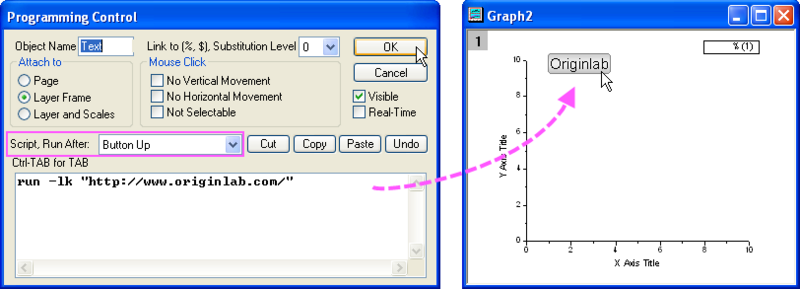 Programming Control
Object Name Text Link to (%, $), Substitution Level 0 OK
Attach to Mouse Click Cancel
Page No Vertical Movement
Layer Frame No Horizontal Movement Visible
Layer and Scales Not Selectable Real-Time
Script, Run After: Button Up Cut Copy Paste Undo
Ctrl-TAB for TAB
run -lk "http://www.originlab.com/"
Graph2
1
% (1)
Originlab
10
8
6
4
2
0
Y Axis Title
0 2 4 6 8 10
X Axis Title